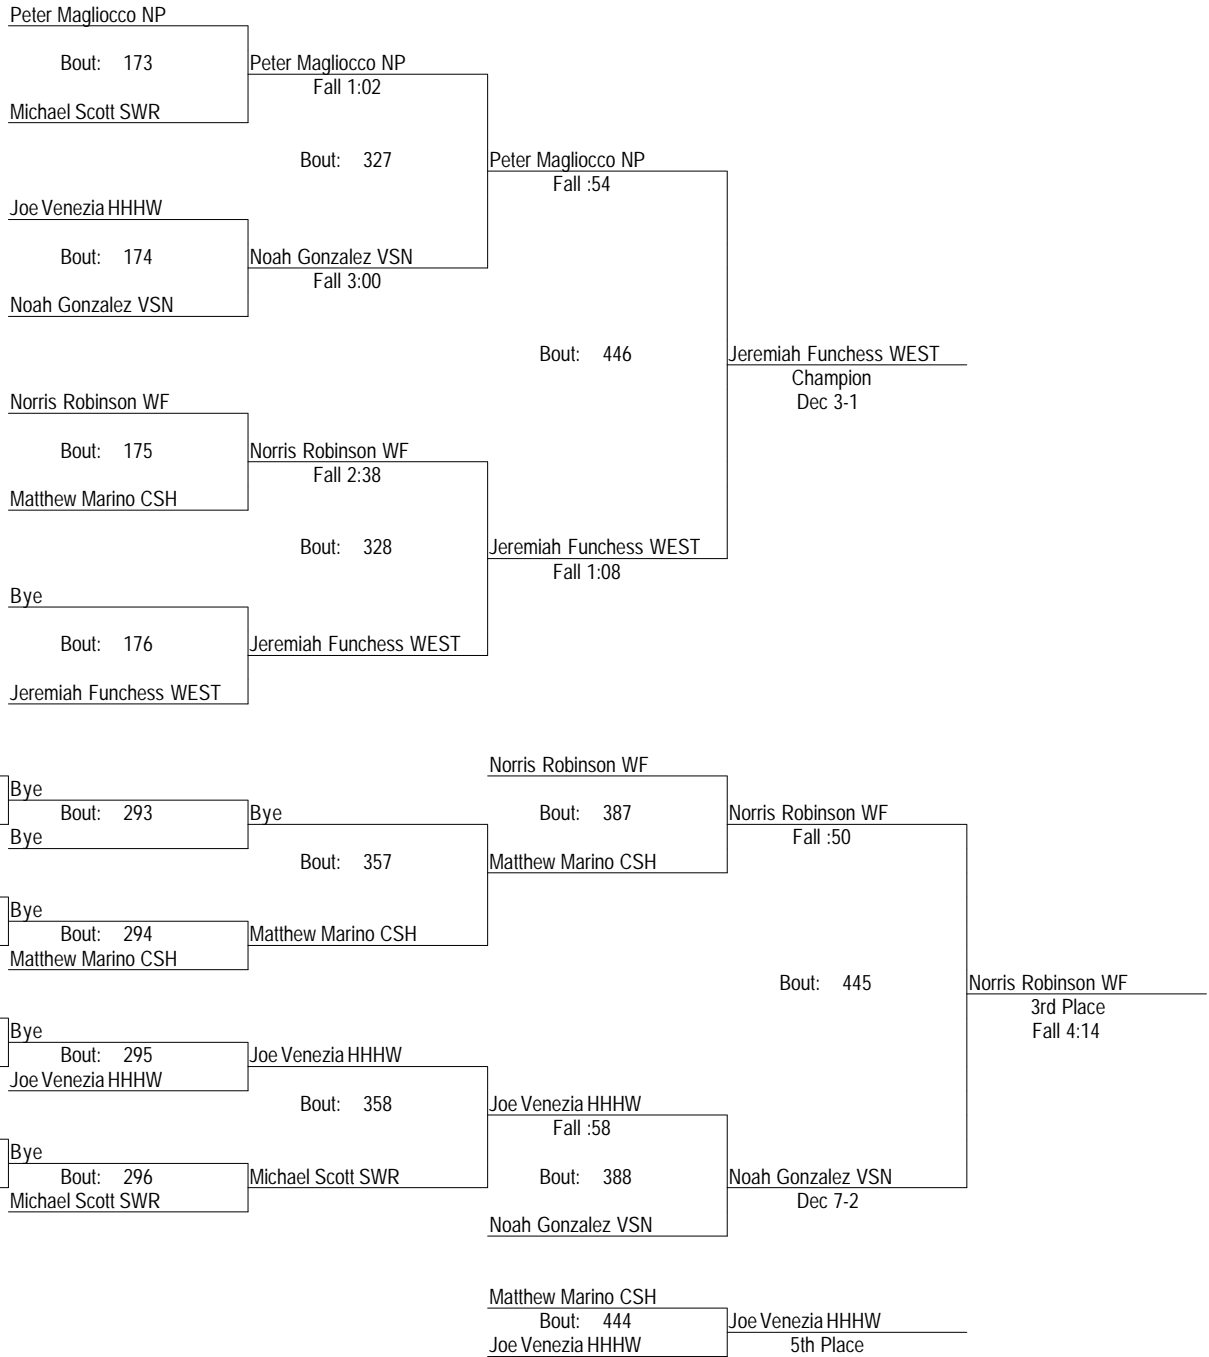 Peter Magliocco NP
Bout: 173
Peter Magliocco NP
Fall 1:02
Michael Scott SWR
Bout: 327
Peter Magliocco NP
Fall :54
Joe Venezia HHHW
Bout: 174
Noah Gonzalez VSN
Fall 3:00
Noah Gonzalez VSN
Bout: 446
Jeremiah Funchess WEST
Champion
Dec 3-1
Norris Robinson WF
Bout: 175
Norris Robinson WF
Fall 2:38
Matthew Marino CSH
Bout: 328
Jeremiah Funchess WEST
Fall 1:08
Bye
Bout: 176
Jeremiah Funchess WEST
Jeremiah Funchess WEST
Norris Robinson WF
Bye
Bout: 293
Bye
Bye
Bout: 387
Norris Robinson WF
Fall :50
Bout: 357
Matthew Marino CSH
Bye
Bout: 294
Matthew Marino CSH
Matthew Marino CSH
Bout: 445
Norris Robinson WF
3rd Place
Fall 4:14
Bye
Bout: 295
Joe Venezia HHHW
Joe Venezia HHHW
Bout: 358
Joe Venezia HHHW
Fall :58
Bye
Bout: 296
Michael Scott SWR
Michael Scott SWR
Bout: 388
Noah Gonzalez VSN
Dec 7-2
Noah Gonzalez VSN
Matthew Marino CSH
Bout: 444
Joe Venezia HHHW
Joe Venezia HHHW
5th Place